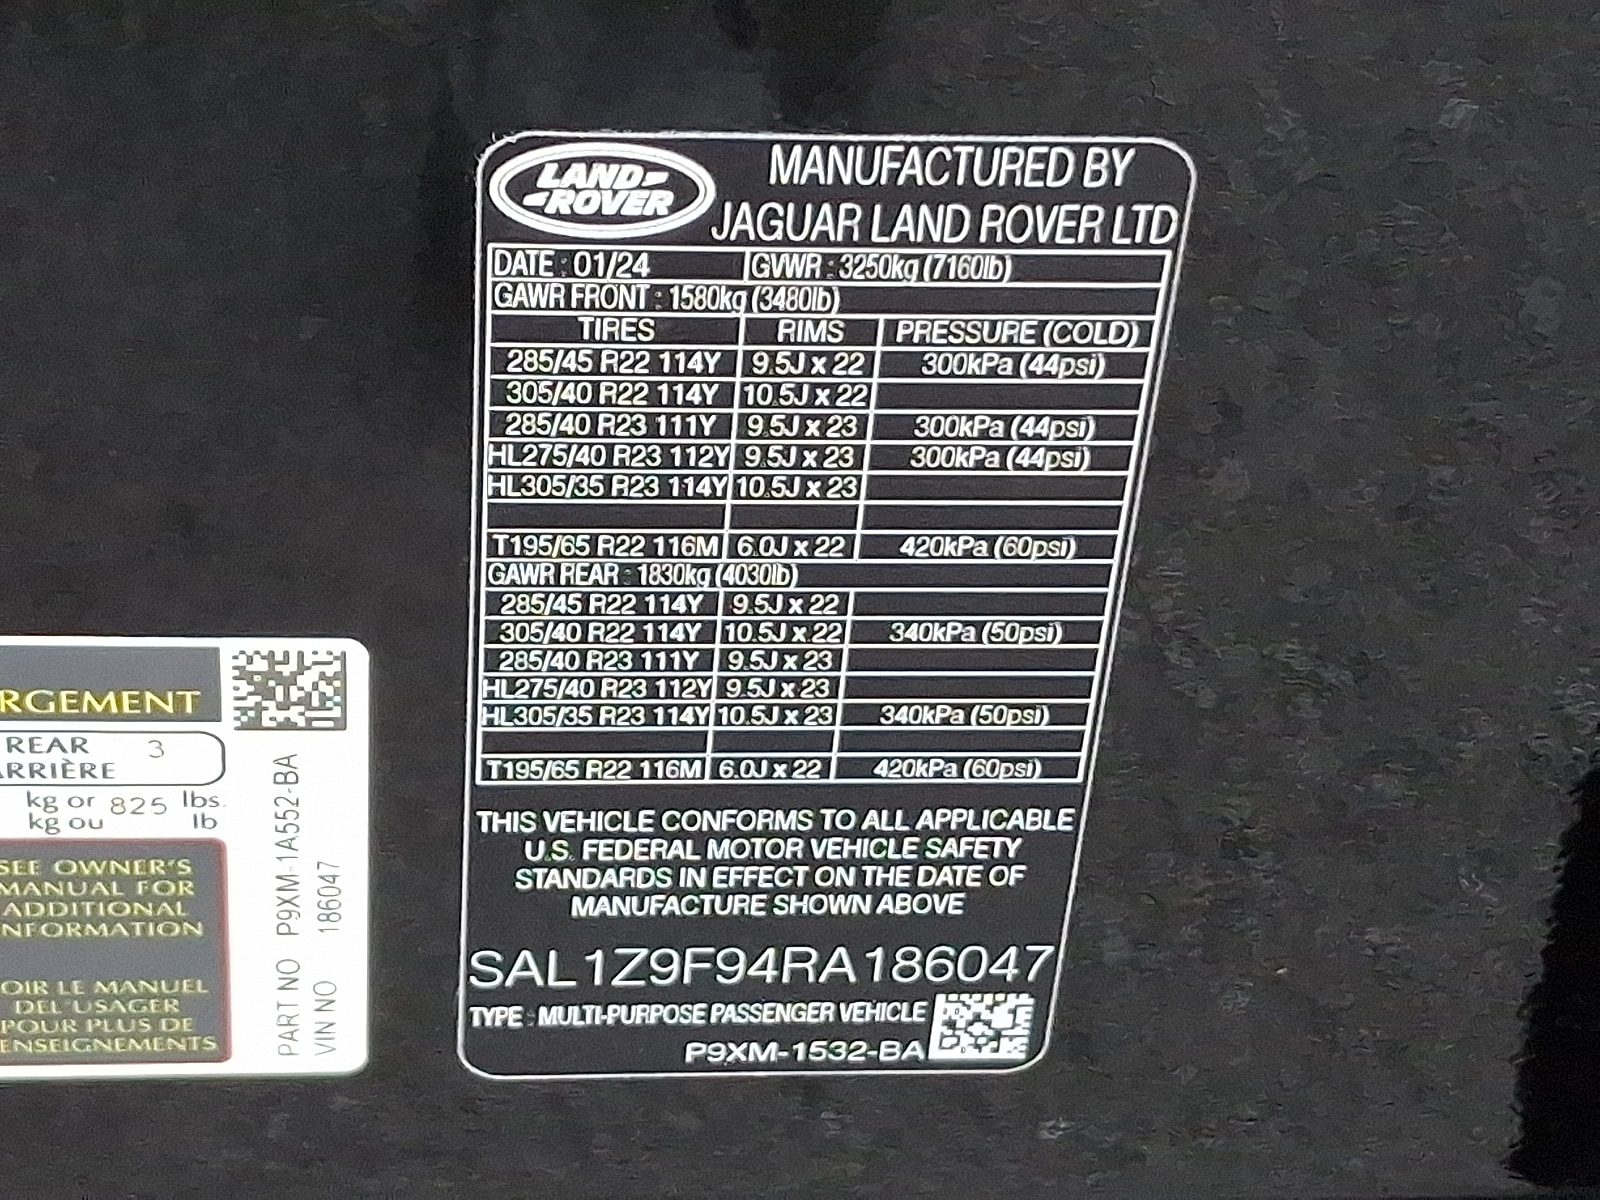 LAND-
-ROVER
MANUFACTURED BY
JAGUAR LAND ROVER LTD
DATE : 01/24 GVWR : 3250kg (7160lb)
GAWR FRONT : 1580kg (3480lb)
TIRES RIMS PRESSURE (COLD)
285/45 R22 114Y 9.5J x 22 300kPa (44psi)
305/40 R22 114Y 10.5J x 22
285/40 R23 111Y 9.5J x 23 300kPa (44psi)
HL275/40 R23 112Y 9.5J x 23 300kPa (44psi)
HL305/35 R23 114Y 10.5J x 23
T195/65 R22 116M 6.0J x 22 420kPa (60psi)
GAWR REAR : 1830kg (4030lb)
285/45 R22 114Y 9.5J x 22
305/40 R22 114Y 10.5J x 22 340kPa (50psi)
285/40 R23 111Y 9.5J x 23
HL275/40 R23 112Y 9.5J x 23
HL305/35 R23 114Y 10.5J x 23 340kPa (50psi)
T195/65 R22 116M 6.0J x 22 420kPa (60psi)
THIS VEHICLE CONFORMS TO ALL APPLICABLE
U.S. FEDERAL MOTOR VEHICLE SAFETY
STANDARDS IN EFFECT ON THE DATE OF
MANUFACTURE SHOWN ABOVE
SAL1Z9F94RA186047
TYPE : MULTI-PURPOSE PASSENGER VEHICLE
P9XM-1532-BA
RGEMENT
REAR 3
ARRIÈRE
kg or 825 lbs.
kg ou lb
SEE OWNER'S
MANUAL FOR
ADDITIONAL
NFORMATION
OIR LE MANUEL
DEL'USAGER
POUR PLUS DE
ENSEIGNEMENTS
PART NO P9XM-1A552-BA
VIN NO 186047